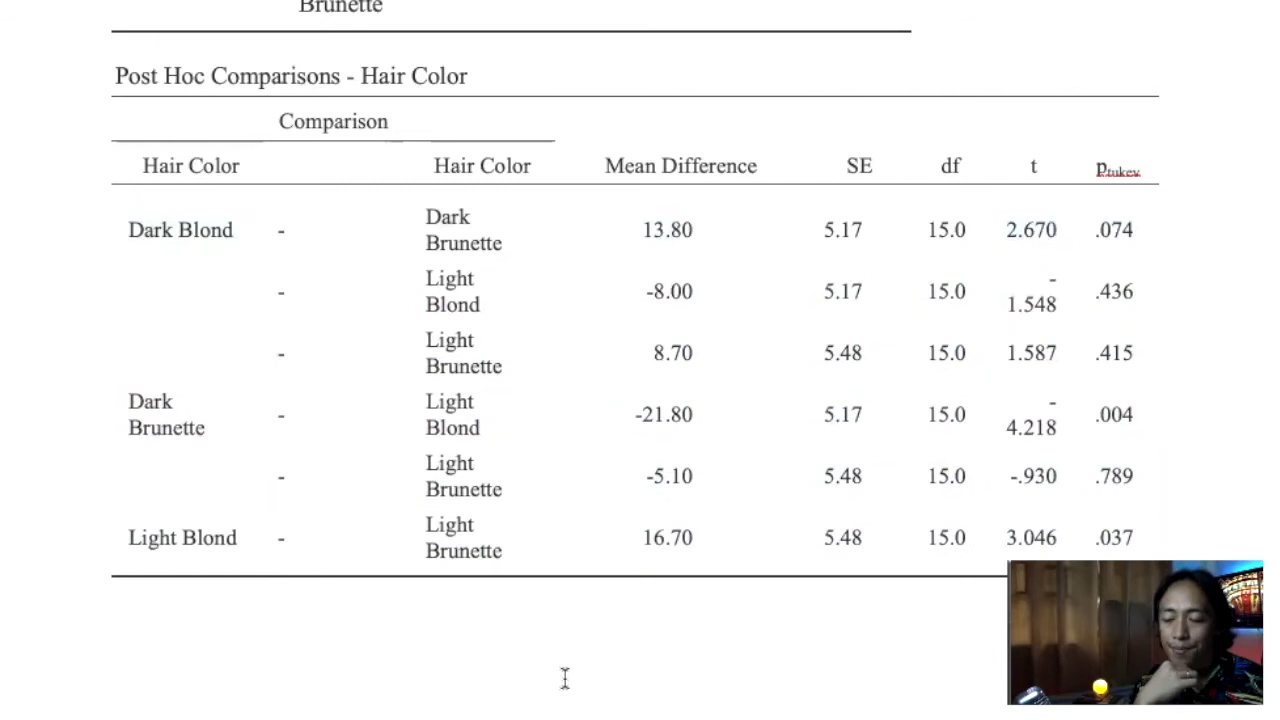 Brunette
Post Hoc Comparisons - Hair Color
Comparison
Hair Color Hair Color Mean Difference SE df t ptukey
Dark Blond - Dark Brunette 13.80 5.17 15.0 2.670 .074
- Light Blond -8.00 5.17 15.0 -1.548 .436
- Light Brunette 8.70 5.48 15.0 1.587 .415
Dark Brunette - Light Blond -21.80 5.17 15.0 -4.218 .004
- Light Brunette -5.10 5.48 15.0 -.930 .789
Light Blond - Light Brunette 16.70 5.48 15.0 3.046 .037